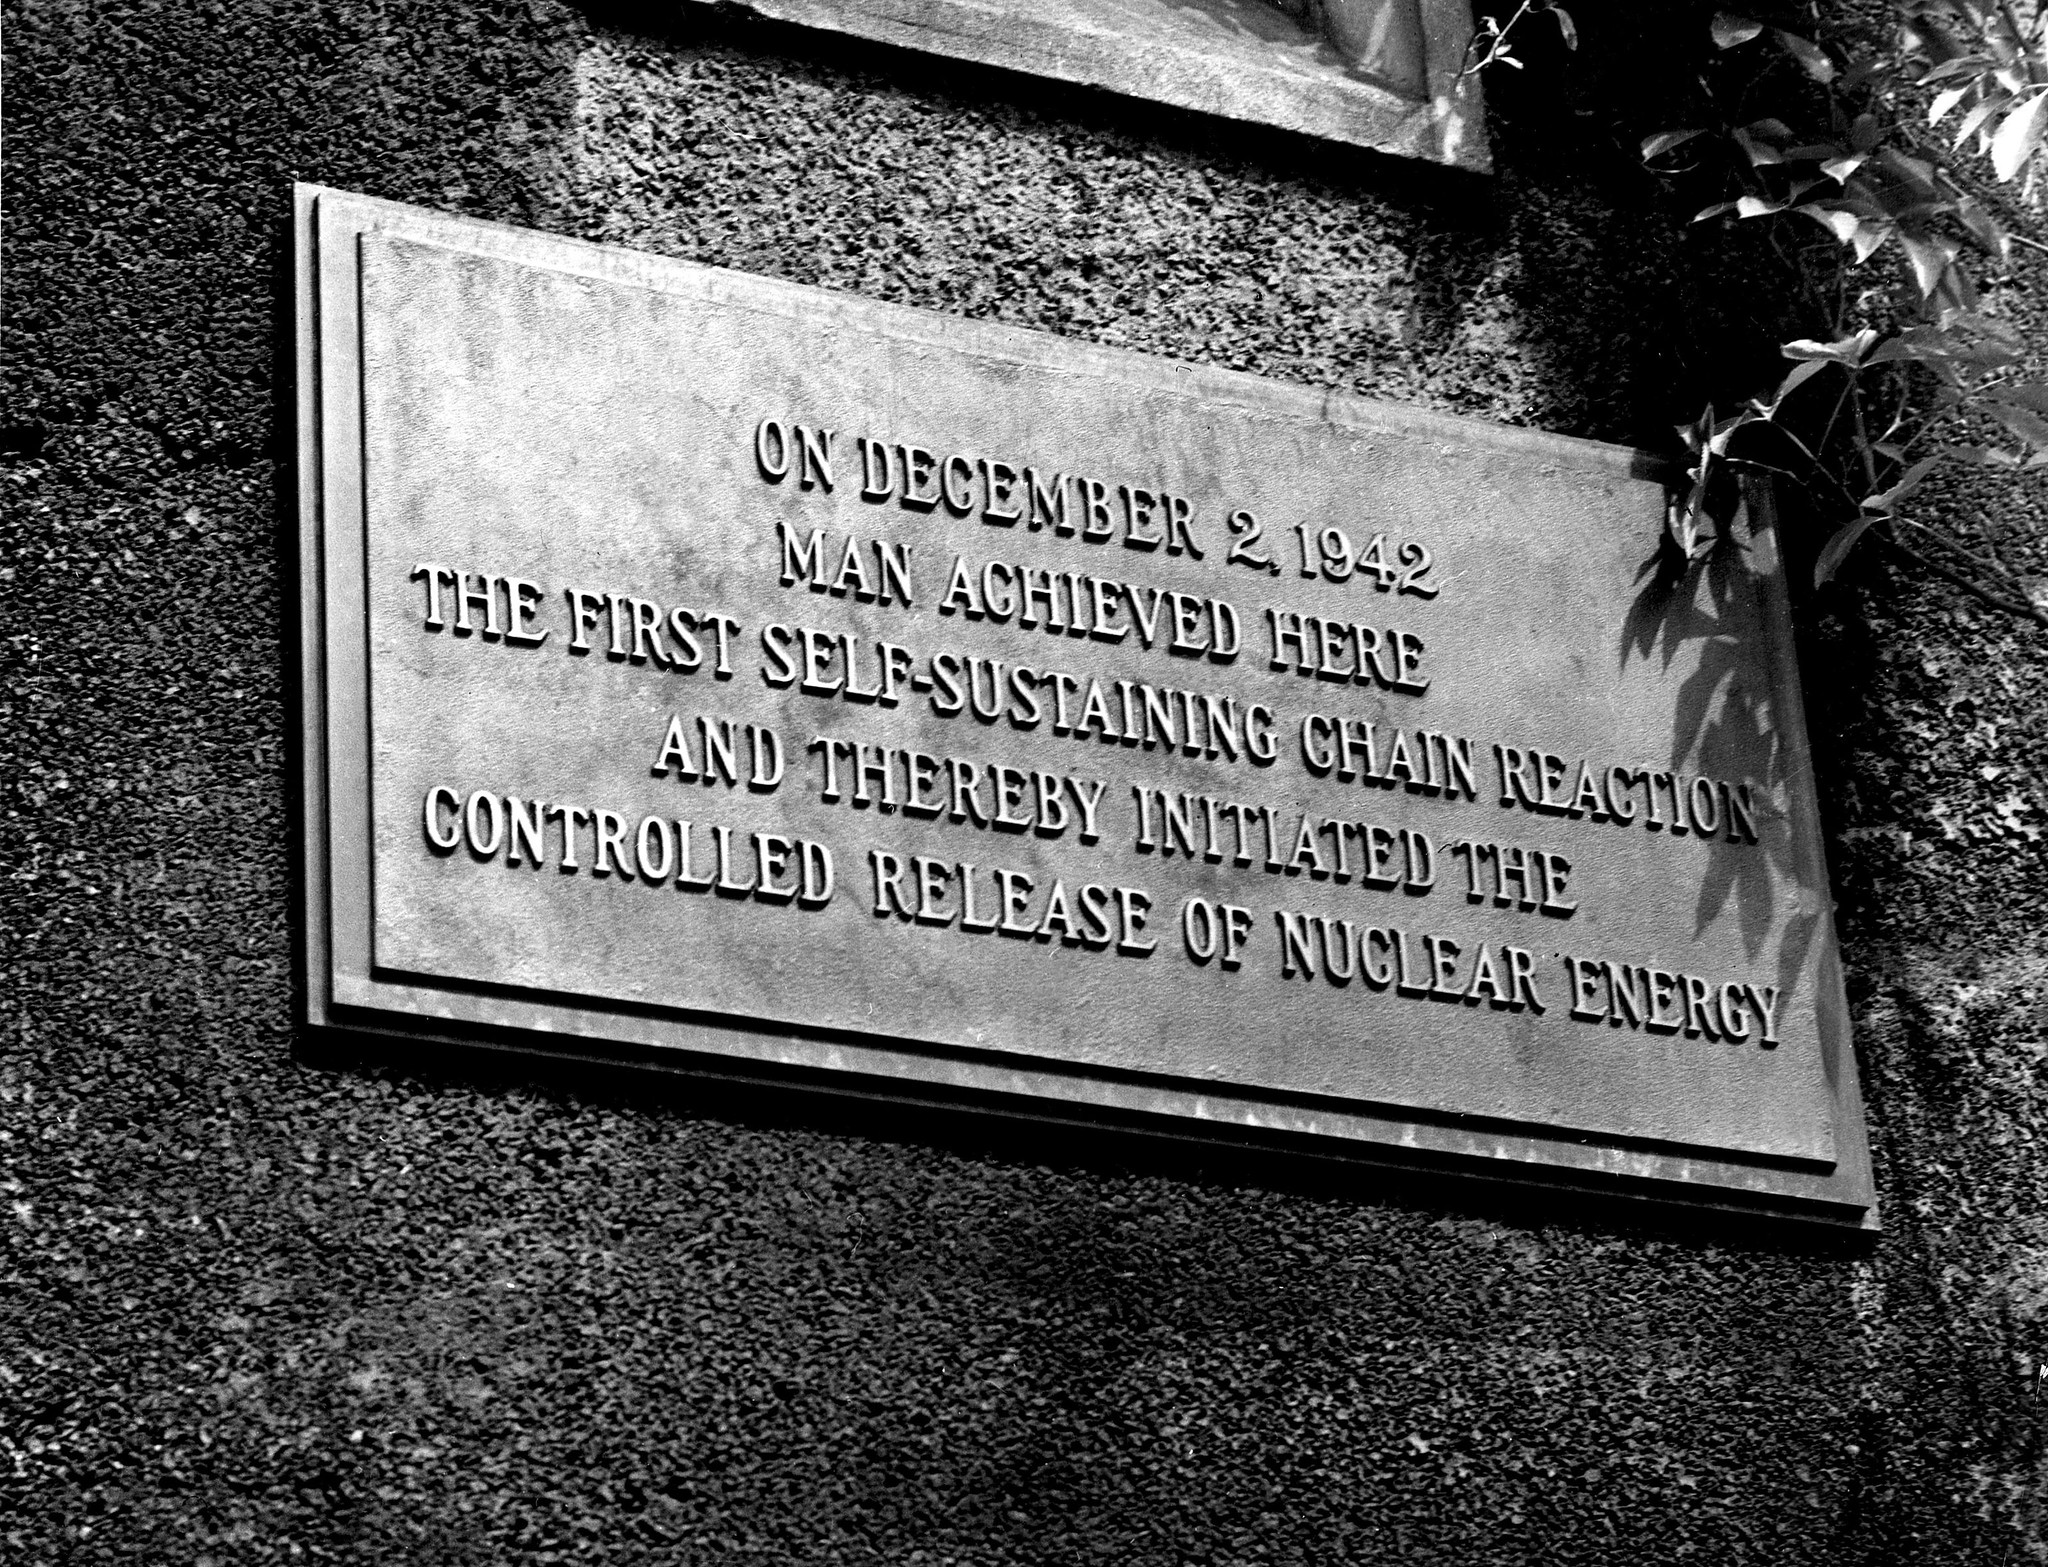 ON DECEMBER 2, 1942
MAN ACHIEVED HERE
THE FIRST SELF-SUSTAINING CHAIN REACTION
AND THEREBY INITIATED THE
CONTROLLED RELEASE OF NUCLEAR ENERGY